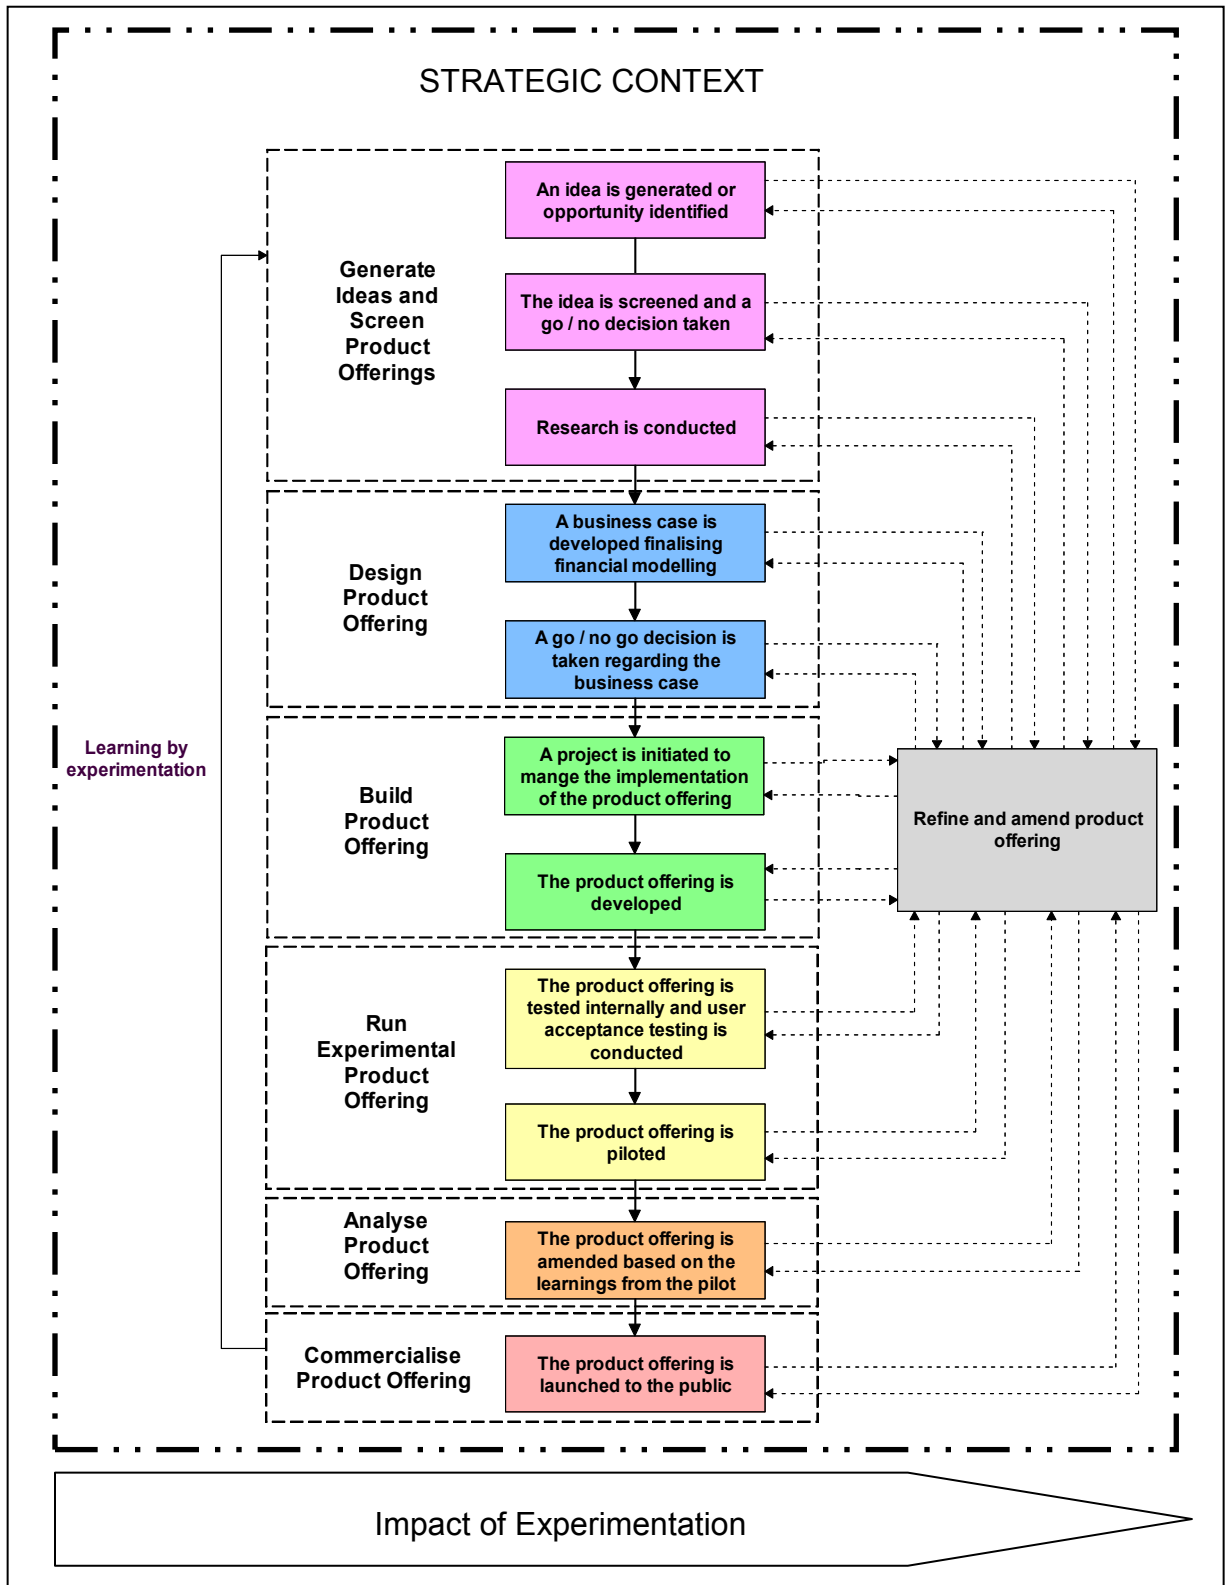 STRATEGIC CONTEXT
Generate
Ideas and
Screen
Product
Offerings
An idea is generated or
opportunity identified
The idea is screened and a
go / no decision taken
Research is conducted
Design
Product
Offering
A business case is
developed finalising
financial modelling
A go / no go decision is
taken regarding the
business case
Learning by
experimentation
Build
Product
Offering
A project is initiated to
mange the implementation
of the product offering
The product offering is
developed
Refine and amend product
offering
Run
Experimental
Product
Offering
The product offering is
tested internally and user
acceptance testing is
conducted
The product offering is
piloted
Analyse
Product
Offering
The product offering is
amended based on the
learnings from the pilot
Commercialise
Product Offering
The product offering is
launched to the public
Impact of Experimentation